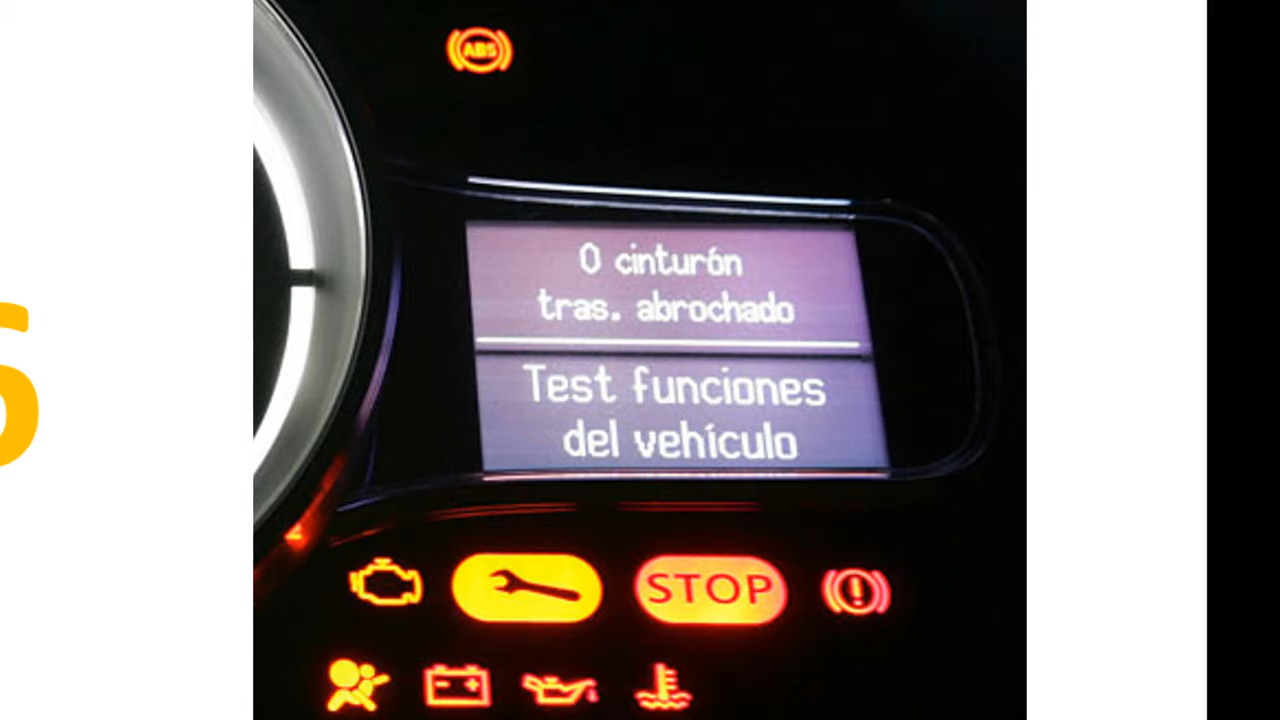 ABS
0 cinturón
tras. abrochado
Test funciones
del vehículo
STOP